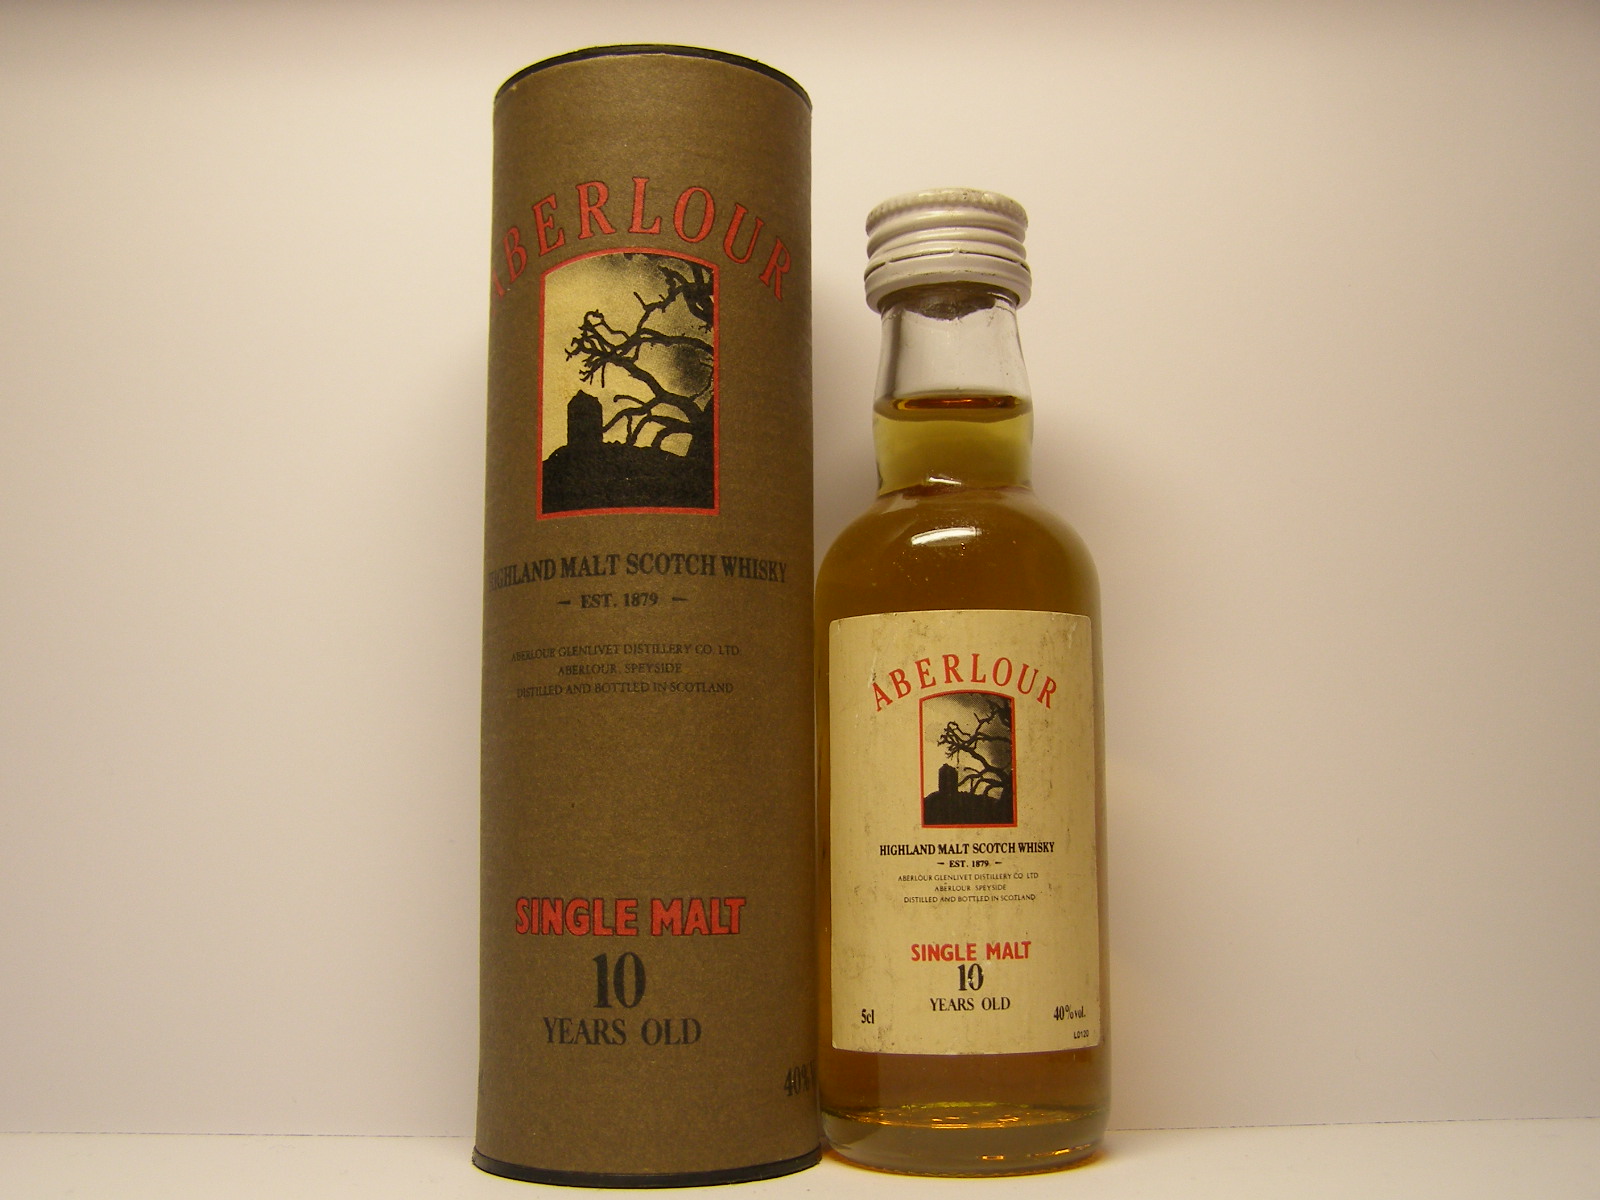 ABERLOUR
HIGHLAND MALT SCOTCH WHISKY
- EST. 1879 -
ABERLOUR GLENLIVET DISTILLERY CO. LTD
ABERLOUR. SPEYSIDE
DISTILLED AND BOTTLED IN SCOTLAND
SINGLE MALT
10
YEARS OLD
40%
ABERLOUR
HIGHLAND MALT SCOTCH WHISKY
- EST. 1879 -
ABERLOUR GLENLIVET DISTILLERY CO. LTD
ABERLOUR. SPEYSIDE
DISTILLED AND BOTTLED IN SCOTLAND
SINGLE MALT
10
YEARS OLD
5cl 40% vol.
L0120